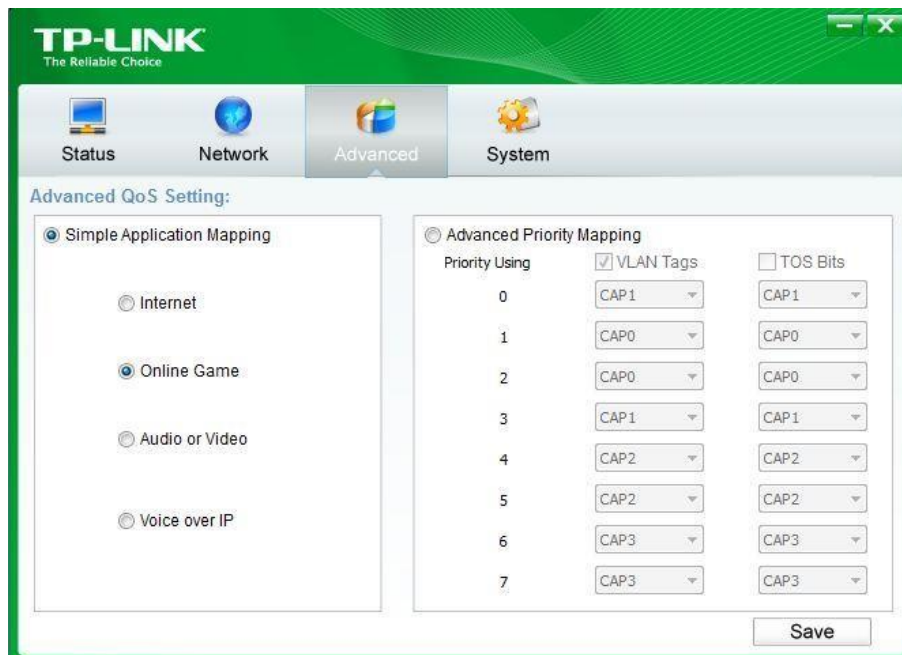 TP-LINK
The Reliable Choice
Status Network Advanced System
Advanced QoS Setting:
Simple Application Mapping
Internet
Online Game
Audio or Video
Voice over IP
Advanced Priority Mapping
Priority Using VLAN Tags TOS Bits
0 CAP1 CAP1
1 CAP0 CAP0
2 CAP0 CAP0
3 CAP1 CAP1
4 CAP2 CAP2
5 CAP2 CAP2
6 CAP3 CAP3
7 CAP3 CAP3
Save